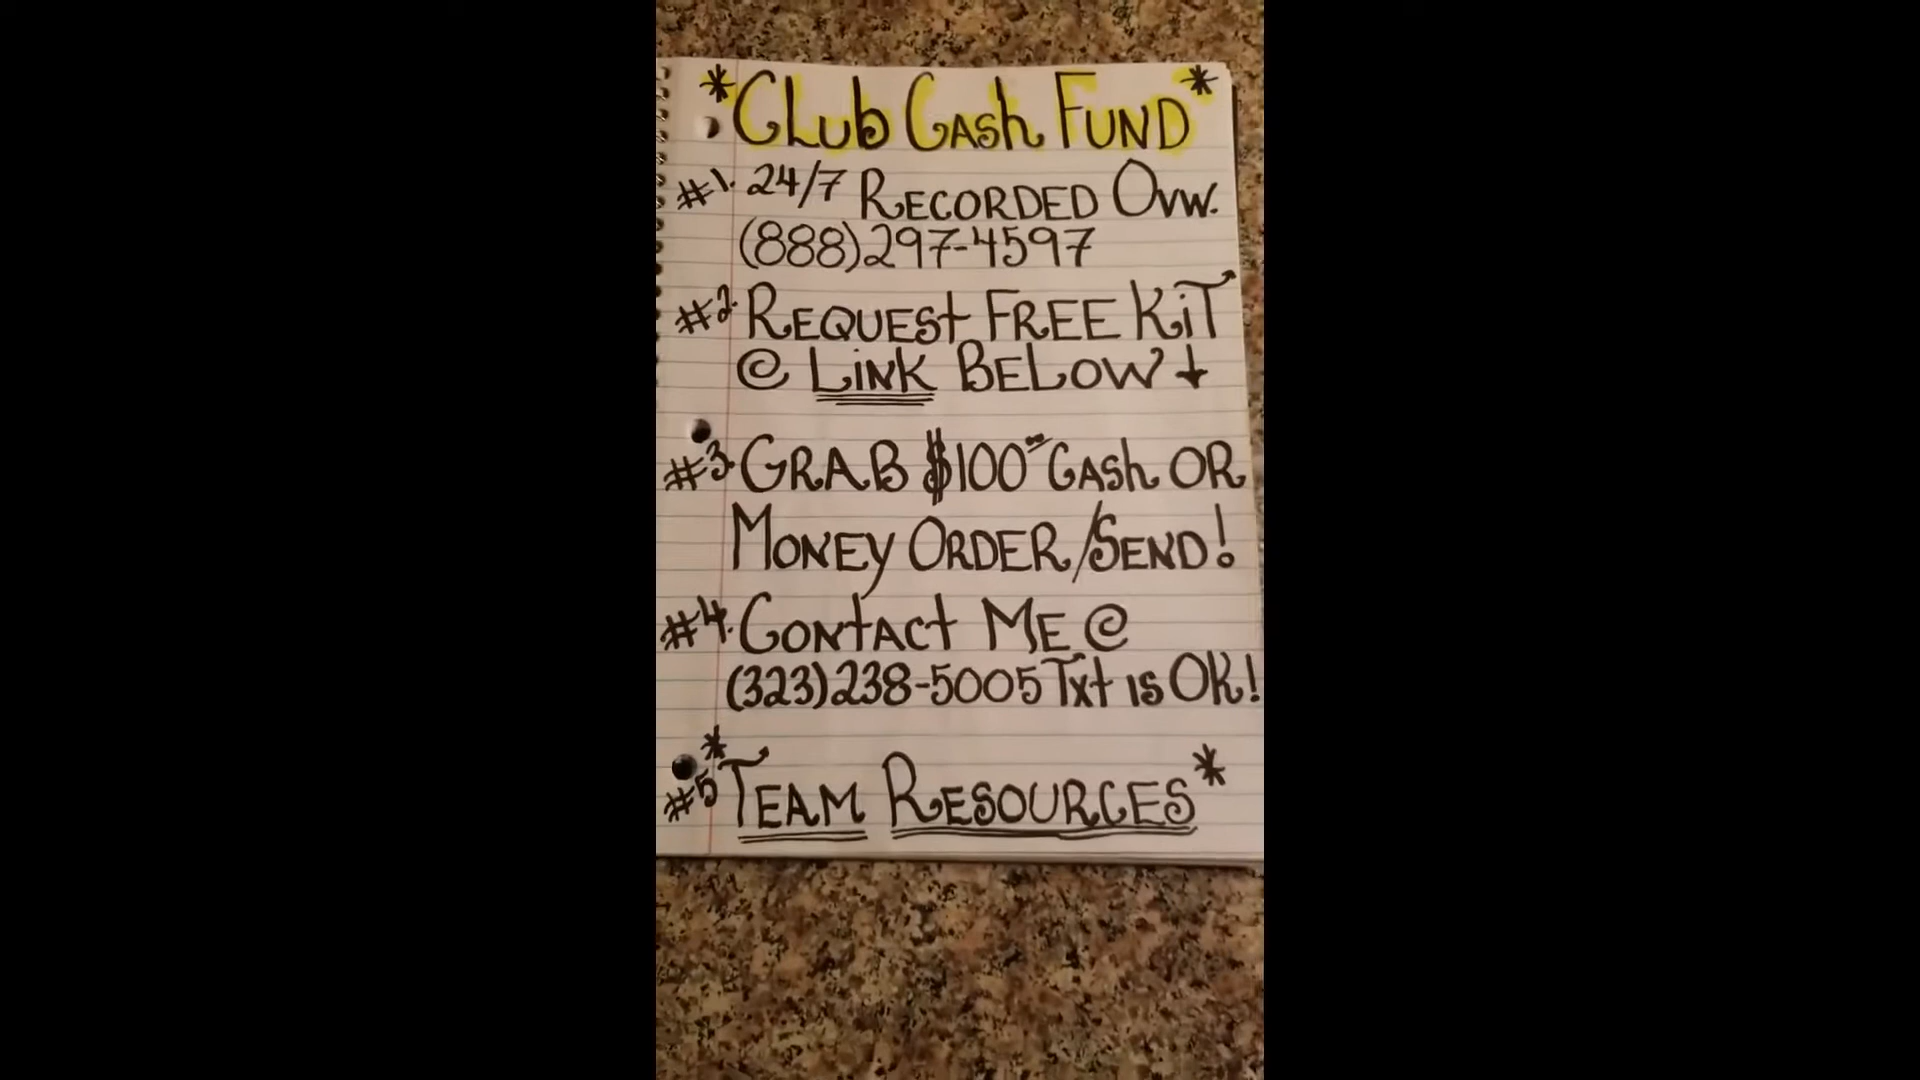 *Club Cash Fund*
#1. 24/7 Recorded Ovw.
(888)297-4597
#2. Request FREE Kit
@ Link Below ↓
#3. Grab $100.00 Cash OR
Money Order/Send!
#4. Contact Me @
(323)238-5005 Txt is OK!
#5 *Team Resources*